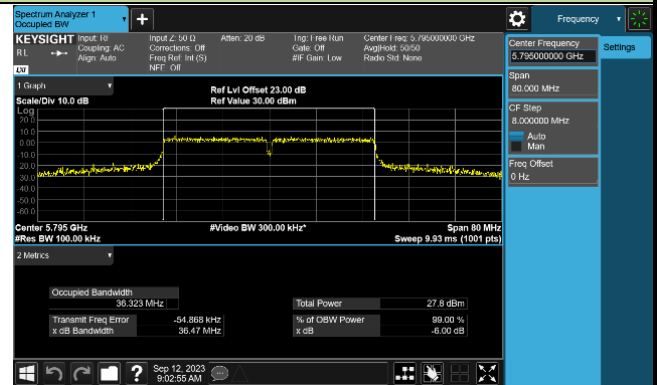 Spectrum Analyzer 1
Occupied BW
Frequency
KEYSIGHT
Input: RF
Input Z: 50 Ω
Atten: 20 dB
Trig: Free Run
Center Freq: 5.795000000 GHz
RL
Coupling: AC
Corrections: Off
Gate: Off
Avg|Hold: 50/50
Align: Auto
Freq Ref: Int (S)
#IF Gain: Low
Radio Std: None
NFE: Off
LXI
Center Frequency
5.795000000 GHz
Settings
Span
80.000 MHz
CF Step
8.000000 MHz
Auto
Man
Freq Offset
0 Hz
1 Graph
Ref Lvl Offset 23.00 dB
Scale/Div 10.0 dB
Ref Value 30.00 dBm
Log
20.0
10.0
0.00
10.0
20.0
30.0
-40.0
-50.0
-60.0
Center 5.795 GHz
#Video BW 300.00 kHz*
Span 80 MHz
#Res BW 100.00 kHz
Sweep 9.93 ms (1001 pts)
2 Metrics
Occupied Bandwidth
36.323 MHz
Total Power
27.8 dBm
Transmit Freq Error
-54.868 kHz
% of OBW Power
99.00 %
x dB Bandwidth
36.47 MHz
x dB
-6.00 dB
?
Sep 12, 2023
9:02:55 AM